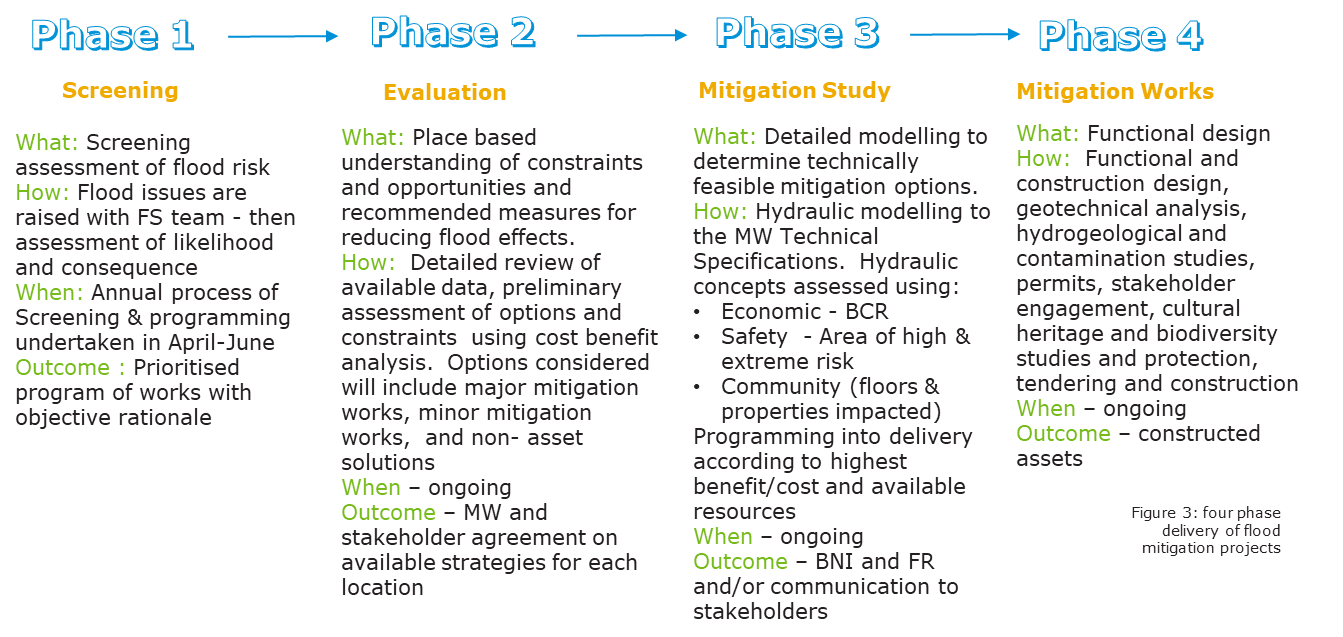 Phase 1
Screening
What: Screening
assessment of flood risk
How: Flood issues are
raised with FS team - then
assessment of likelihood
and consequence
When: Annual process of
Screening & programming
undertaken in April-June
Outcome : Prioritised
program of works with
objective rationale
Phase 2
Evaluation
What: Place based
understanding of constraints
and opportunities and
recommended measures for
reducing flood effects.
How:  Detailed review of
available data, preliminary
assessment of options and
constraints  using cost benefit
analysis.  Options considered
will include major mitigation
works, minor mitigation
works,  and non- asset
solutions
When – ongoing
Outcome – MW and
stakeholder agreement on
available strategies for each
location
Phase 3
Mitigation Study
What: Detailed modelling to
determine technically
feasible mitigation options.
How: Hydraulic modelling to
the MW Technical
Specifications.  Hydraulic
concepts assessed using:
• Economic - BCR
• Safety  - Area of high &
extreme risk
• Community (floors &
properties impacted)
Programming into delivery
according to highest
benefit/cost and available
resources
When – ongoing
Outcome – BNI and FR
and/or communication to
stakeholders
Phase 4
Mitigation Works
What: Functional design
How:  Functional and
construction design,
geotechnical analysis,
hydrogeological and
contamination studies,
permits, stakeholder
engagement, cultural
heritage and biodiversity
studies and protection,
tendering and construction
When – ongoing
Outcome – constructed
assets
Figure 3: four phase
delivery of flood
mitigation projects